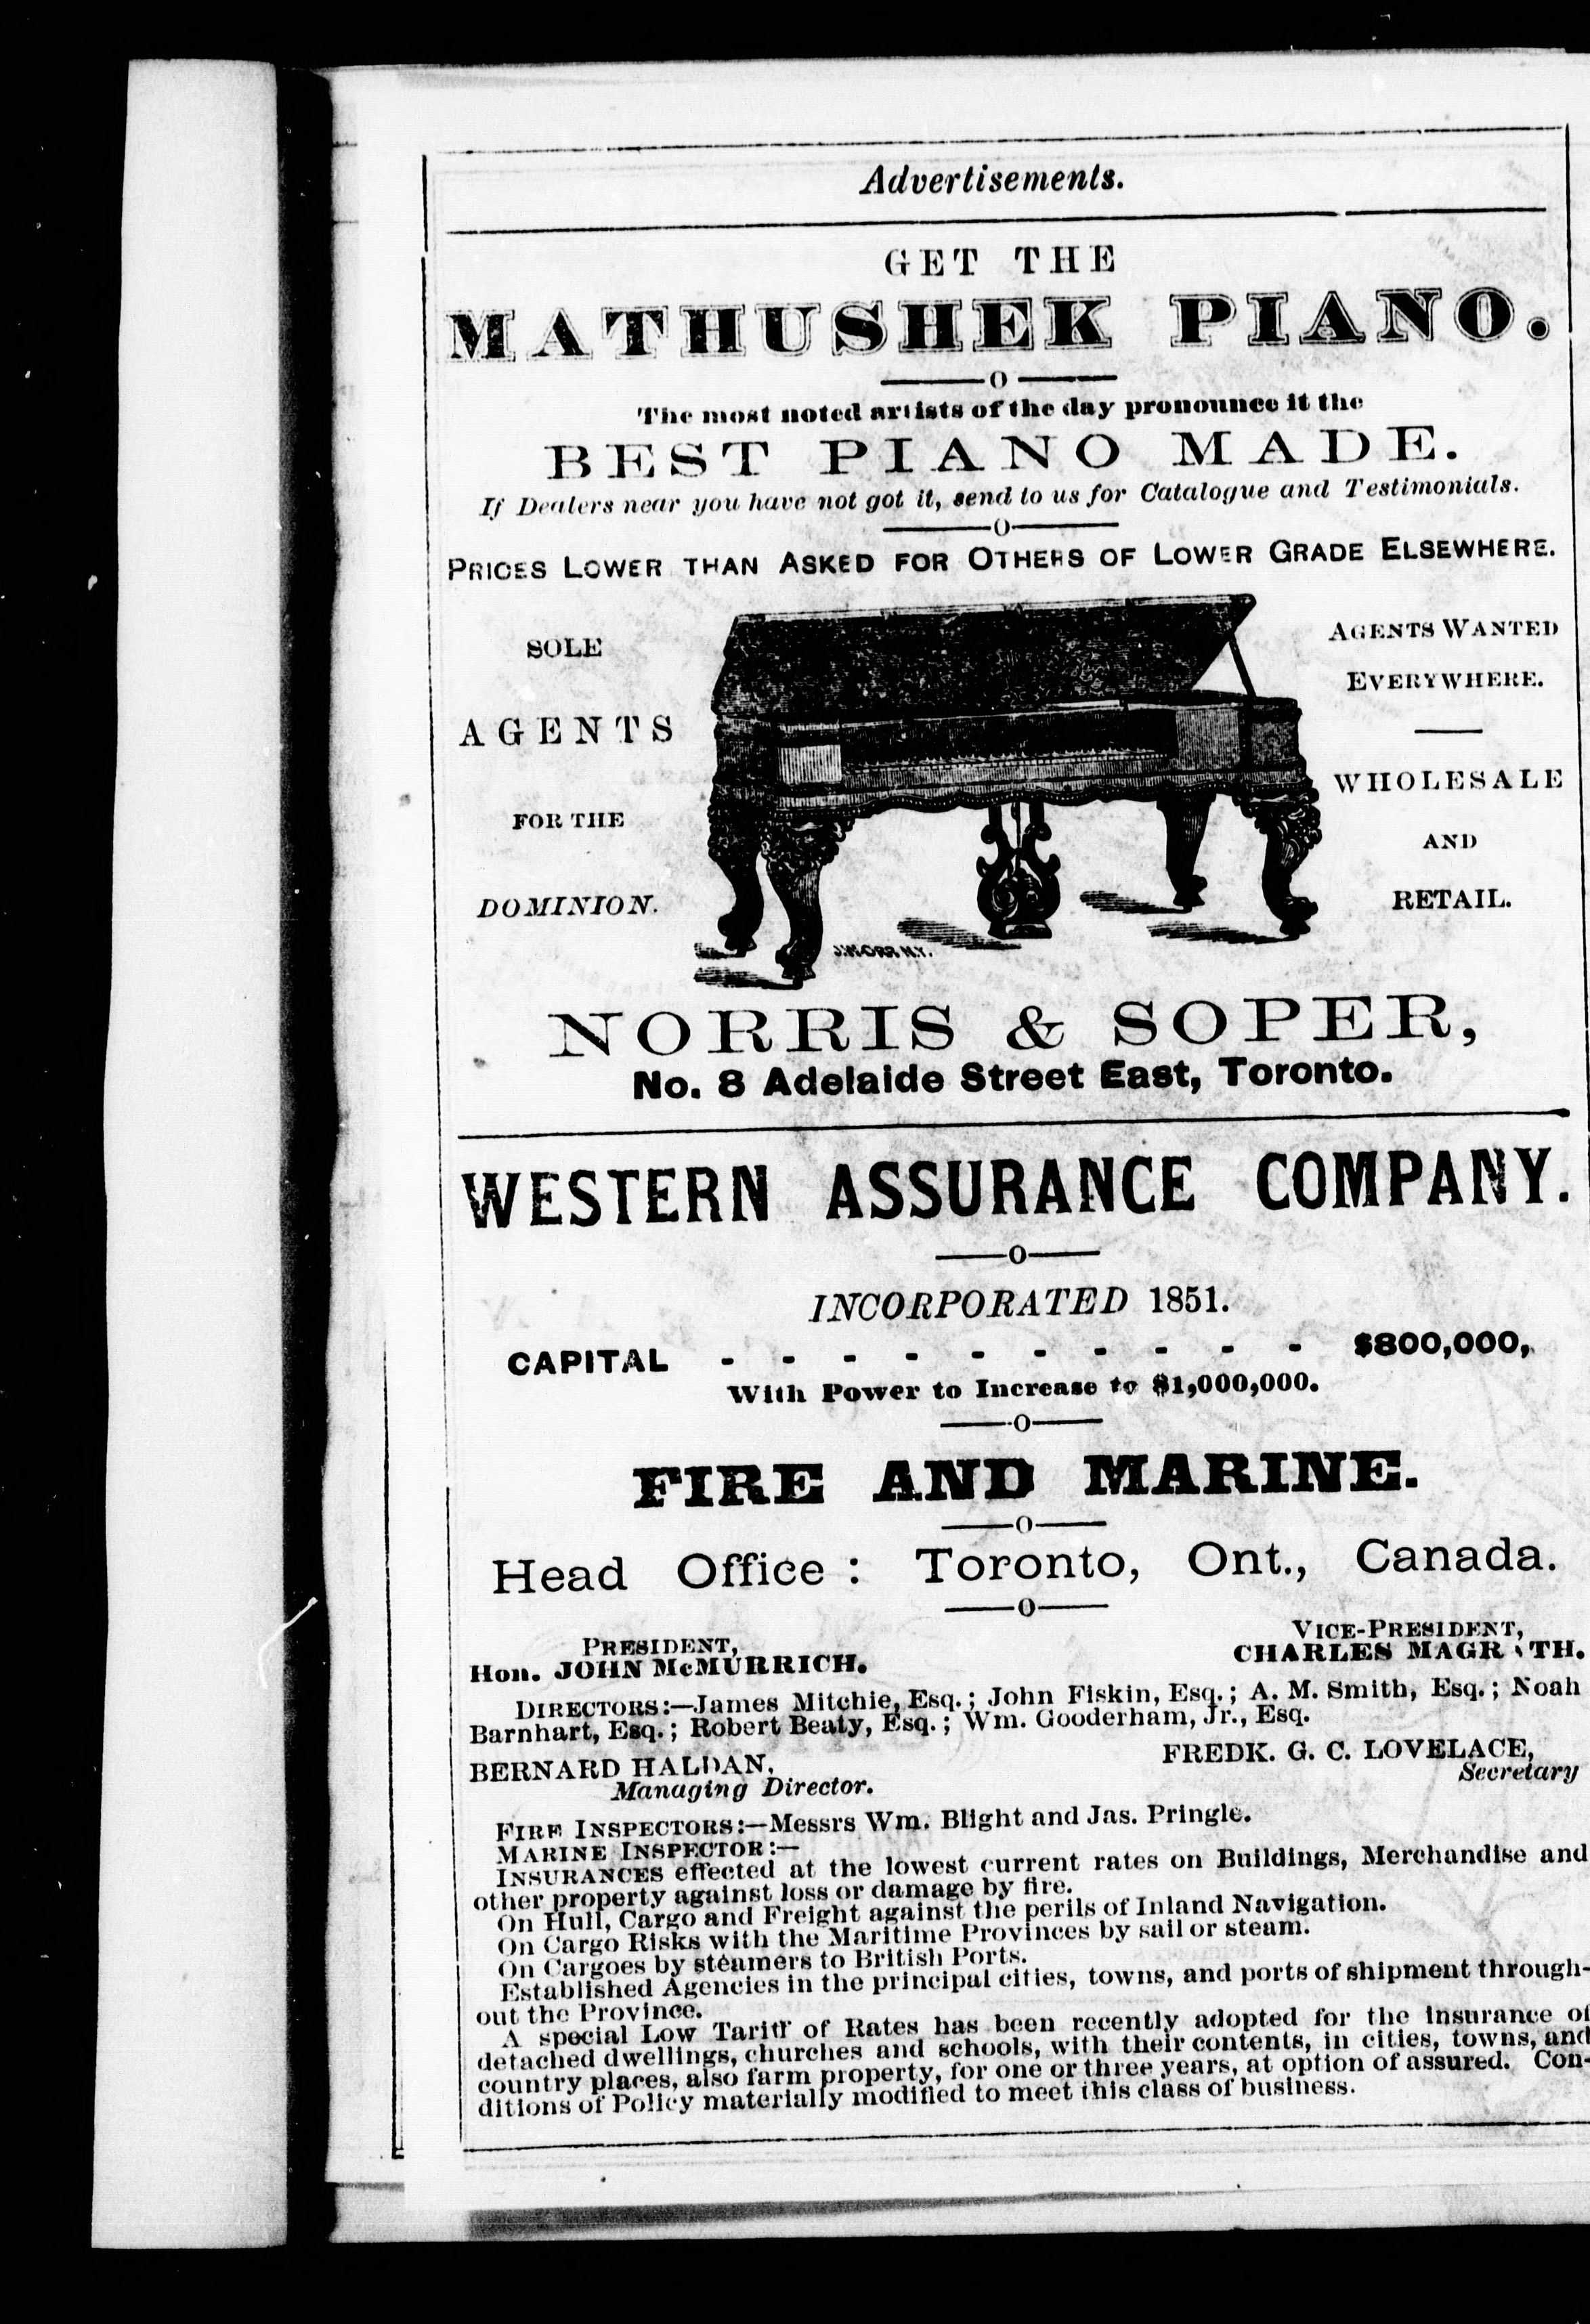 Advertisements.
GET THE
MATHUSHEK PIANO.
The most noted artists of the day pronounce it the
BEST PIANO MADE.
If Dealers near you have not got it, send to us for Catalogue and Testimonials.
PRICES LOWER THAN ASKED FOR OTHERS OF LOWER GRADE ELSEWHERE.
SOLE
AGENTS
FOR THE
DOMINION.
AGENTS WANTED
EVERYWHERE.
WHOLESALE
AND
RETAIL.
NORRIS & SOPER,
No. 8 Adelaide Street East, Toronto.
WESTERN ASSURANCE COMPANY.
INCORPORATED 1851.
CAPITAL - - - - - - - - - - $800,000,
With Power to Increase to $1,000,000.
FIRE AND MARINE.
Head Office : Toronto, Ont., Canada.
PRESIDENT,
Hon. JOHN McMURRICH.
VICE-PRESIDENT,
CHARLES MAGRATH.
DIRECTORS:—James Mitchie, Esq.; John Fiskin, Esq.; A. M. Smith, Esq.; Noah
Barnhart, Esq.; Robert Beaty, Esq.; Wm. Gooderham, Jr., Esq.
BERNARD HALDAN,
Managing Director.
FREDK. G. C. LOVELACE,
Secretary
FIRE INSPECTORS:—Messrs Wm. Blight and Jas. Pringle.
MARINE INSPECTOR:—
INSURANCES effected at the lowest current rates on Buildings, Merchandise and
other property against loss or damage by fire.
On Hull, Cargo and Freight against the perils of Inland Navigation.
On Cargo Risks with the Maritime Provinces by sail or steam.
On Cargoes by steamers to British Ports.
Established Agencies in the principal cities, towns, and ports of shipment through-
out the Province.
A special Low Tariff of Rates has been recently adopted for the insurance of
detached dwellings, churches and schools, with their contents, in cities, towns, and
country places, also farm property, for one or three years, at option of assured. Con-
ditions of Policy materially modified to meet this class of business.